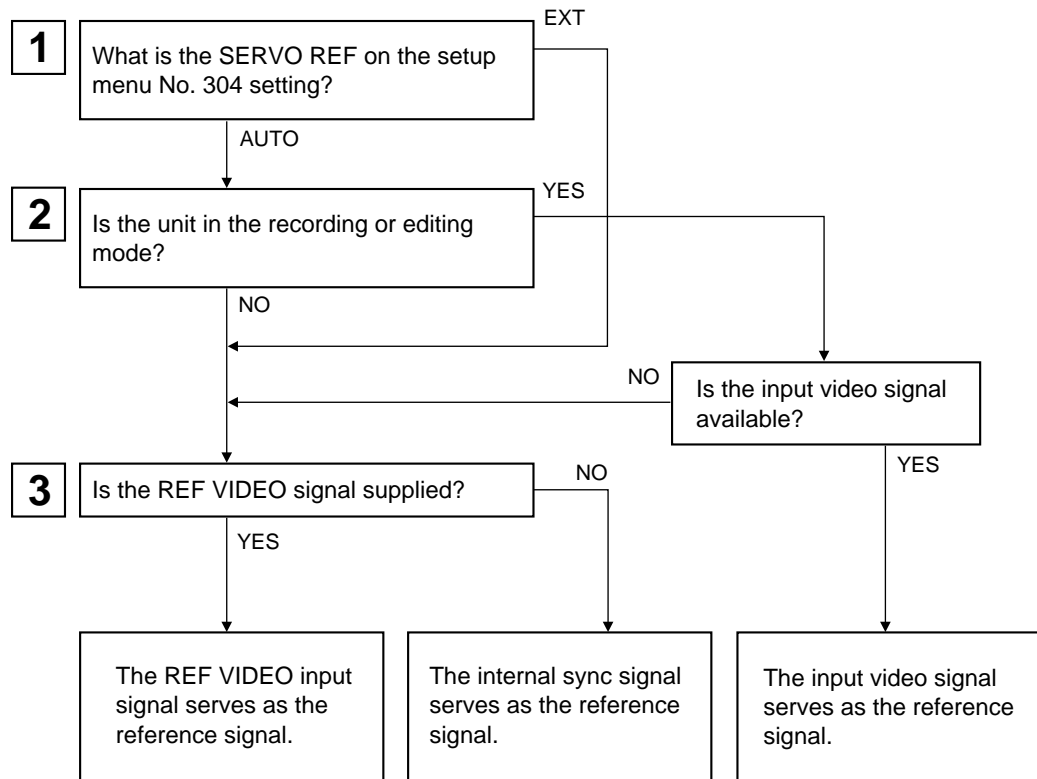 EXT
1
What is the SERVO REF on the setup
menu No. 304 setting?
AUTO
2
Is the unit in the recording or editing
mode?
YES
NO
NO
Is the input video signal
available?
YES
3
Is the REF VIDEO signal supplied?
NO
YES
The REF VIDEO input
signal serves as the
reference signal.
The internal sync signal
serves as the reference
signal.
The input video signal
serves as the reference
signal.